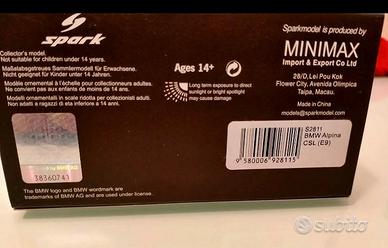 spark
Collector's model.
Not suitable for children under 14 years.
Maßstabsgetreues Sammlermodell für Erwachsene.
Nicht geeignet für Kinder unter 14 Jahren.
Modèle ornamental à l'échelle pour collectionneurs adultes.
Ne convient pas aux enfants de moins de 14 ans.
Modelli ornamentali in scala ridotta per collezionisti adulti.
Non adatti a ragazzi di età inferiore a 14 anni.
Ages 14+
Long term exposure to direct
sunlight or bright spotlight
may cause damage.
Sparkmodel is produced by
MINIMAX
Import & Export Co Ltd
28/D, Lei Pou Kok
Flower City, Avenida Olimpica
Taipa, Macau.
Made in China
models@sparkmodel.com
S2811
BMW Alpina
CSL (E9)
9 580006 928115
38360741
The BMW logo and BMW wordmark are
trademarks of BMW AG and are used under license.
subito